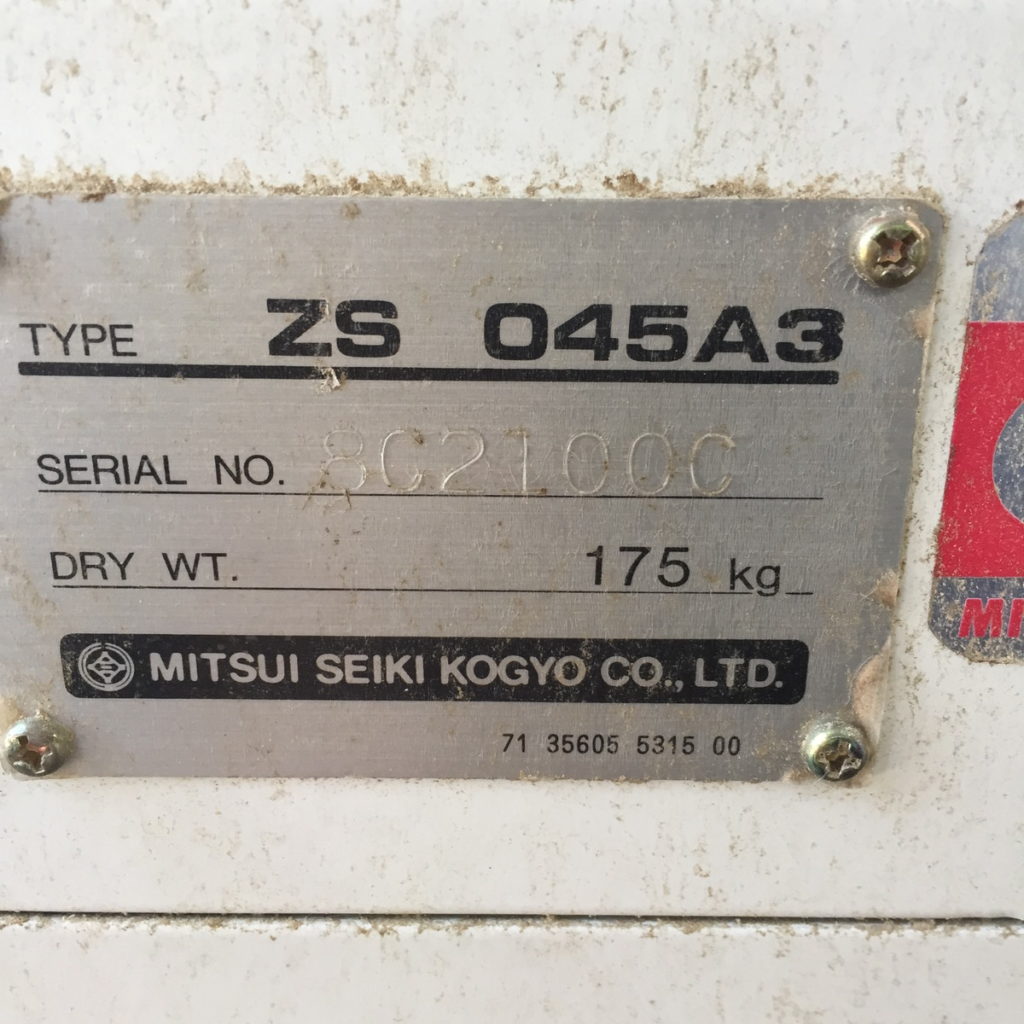 TYPE ZS 045A3
SERIAL NO. 8C2100C
DRY WT. 175 kg
MITSUI SEIKI KOGYO CO., LTD.
71 35605 5315 00